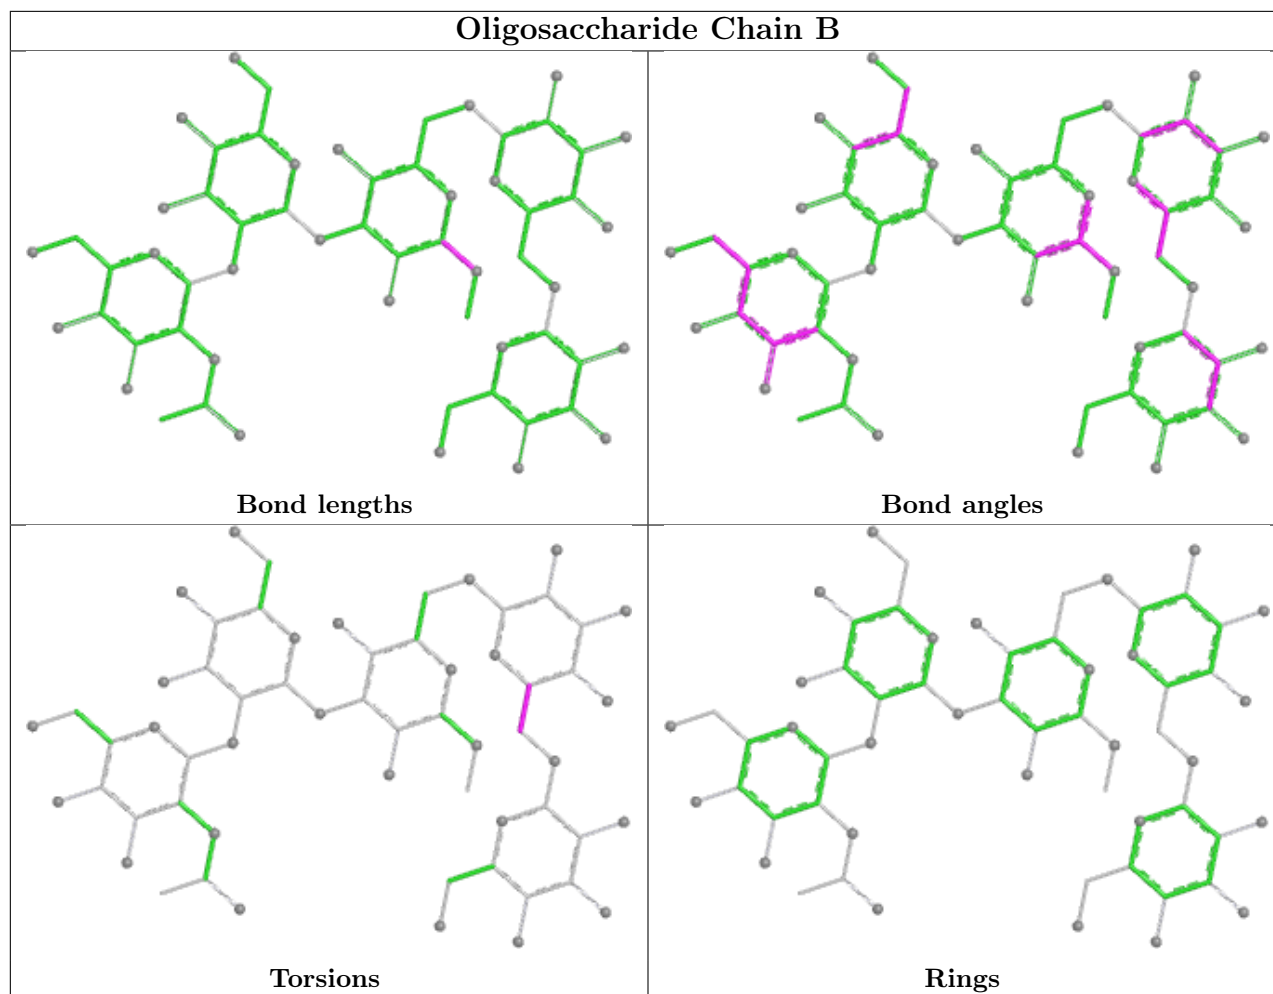 Oligosaccharide Chain B
Bond lengths
Bond angles
Torsions
Rings